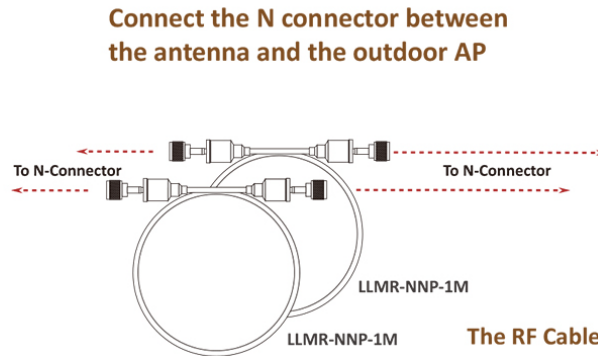 Connect the N connector between
the antenna and the outdoor AP
To N-Connector
To N-Connector
LLMR-NNP-1M
LLMR-NNP-1M
The RF Cable